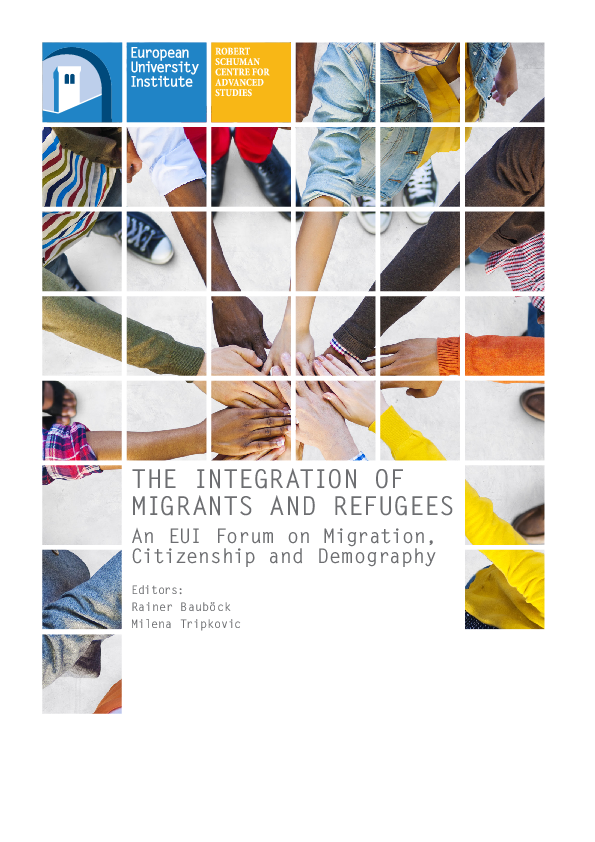 European
University
Institute
ROBERT
SCHUMAN
CENTRE FOR
ADVANCED
STUDIES
THE INTEGRATION OF
MIGRANTS AND REFUGEES
An EUI Forum on Migration,
Citizenship and Demography
Editors:
Rainer Bauböck
Milena Tripkovic